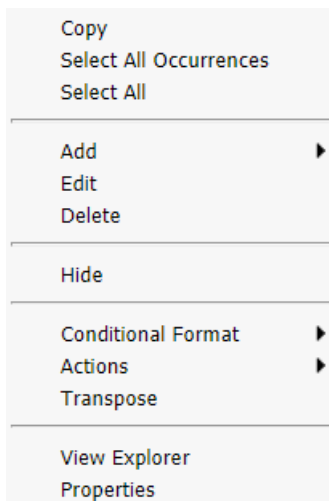 Copy
Select All Occurrences
Select All
Add
Edit
Delete
Hide
Conditional Format
Actions
Transpose
View Explorer
Properties